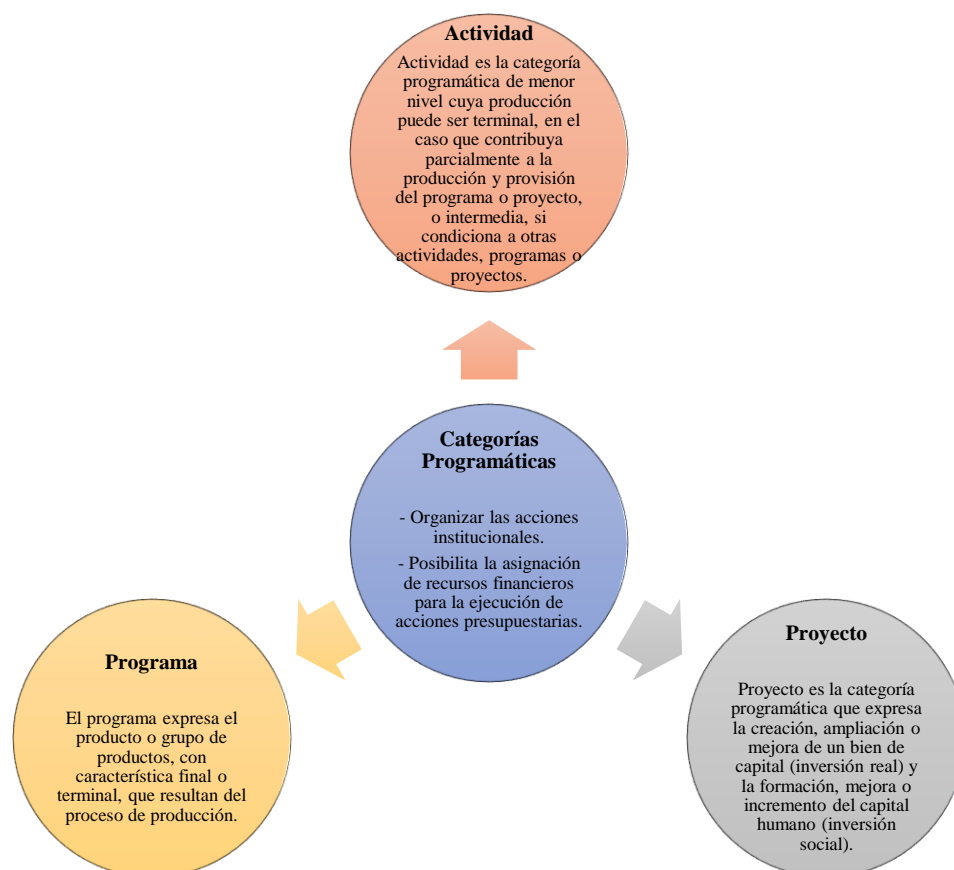 Actividad
Actividad es la categoría
programática de menor
nivel cuya producción
puede ser terminal, en el
caso que contribuya
parcialmente a la
producción y provisión
del programa o proyecto,
o intermedia, si
condiciona a otras
actividades, programas o
proyectos.
Categorías
Programáticas
- Organizar las acciones
institucionales.
- Posibilita la asignación
de recursos financieros
para la ejecución de
acciones presupuestarias.
Programa
El programa expresa el
producto o grupo de
productos, con
característica final o
terminal, que resultan del
proceso de producción.
Proyecto
Proyecto es la categoría
programática que expresa
la creación, ampliación o
mejora de un bien de
capital (inversión real) y
la formación, mejora o
incremento del capital
humano (inversión
social).